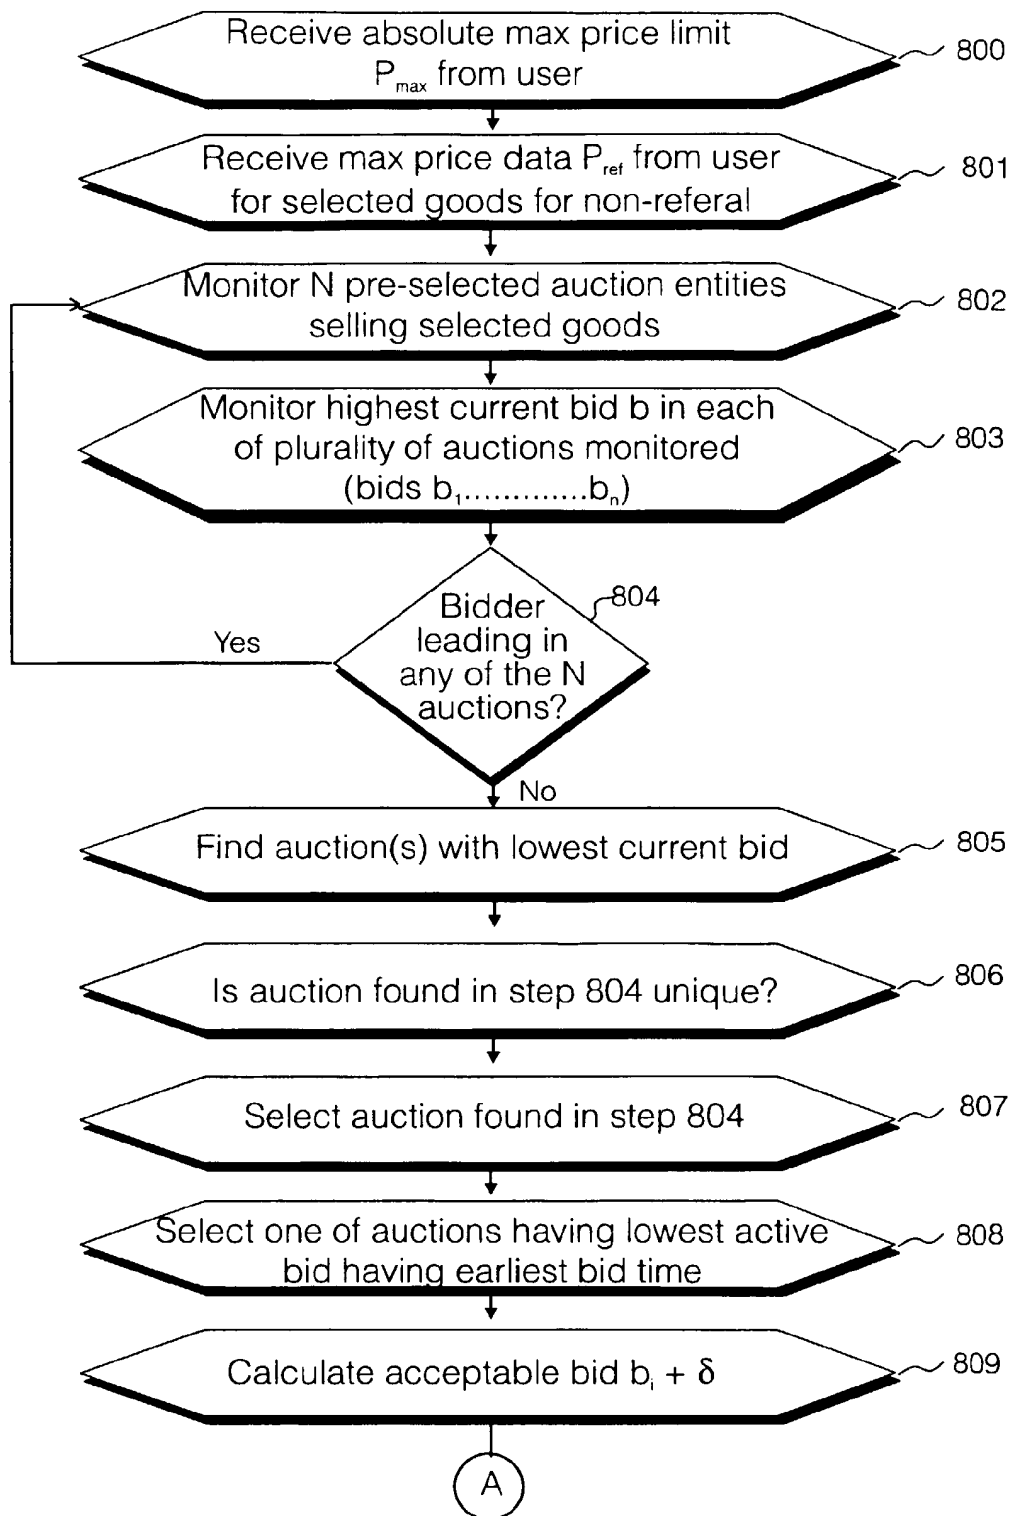 Receive absolute max price limit
Pmax from user
800
Receive max price data Pref from user
for selected goods for non-referal
801
Monitor N pre-selected auction entities
selling selected goods
802
Monitor highest current bid b in each
of plurality of auctions monitored
(bids b1.............bn)
803
Bidder
leading in
any of the N
auctions?
804
Yes
No
Find auction(s) with lowest current bid
805
Is auction found in step 804 unique?
806
Select auction found in step 804
807
Select one of auctions having lowest active
bid having earliest bid time
808
Calculate acceptable bid bi + δ
809
A